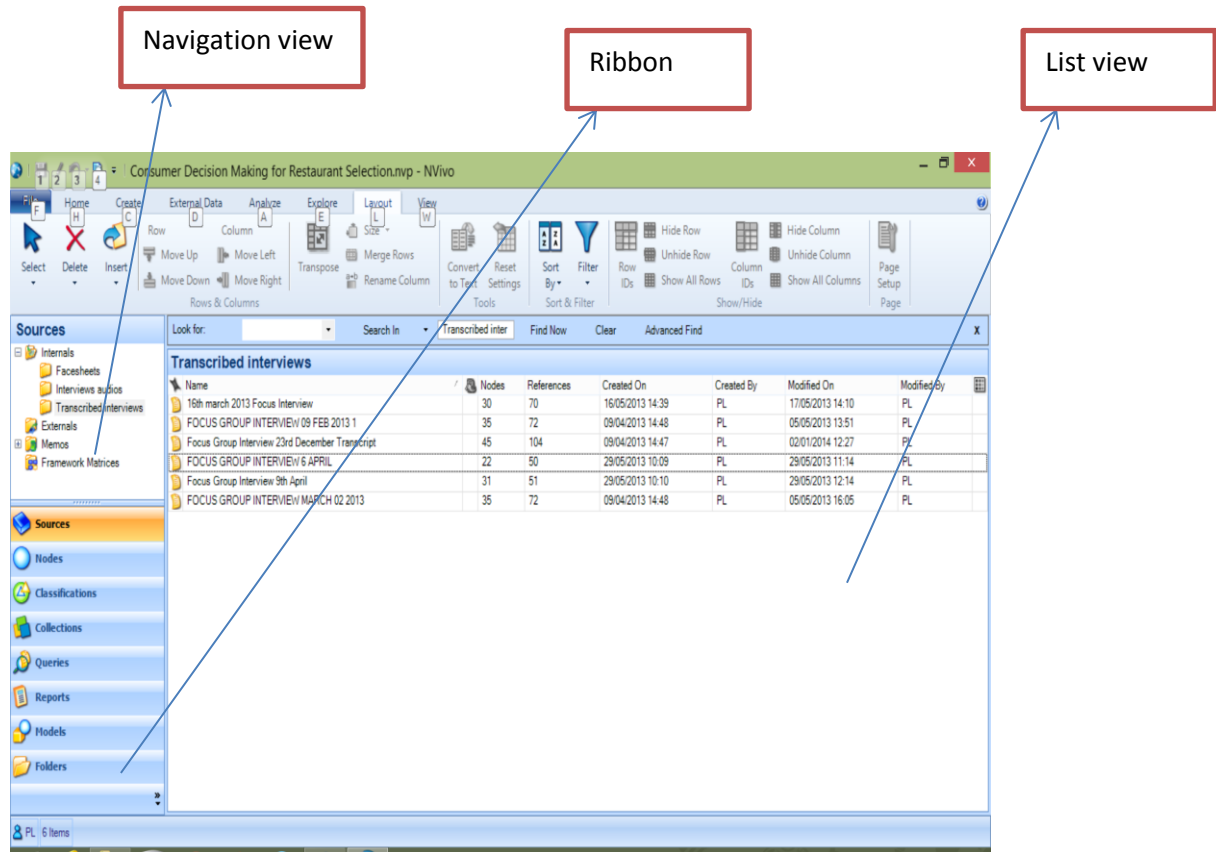 Navigation view
Ribbon
List view
1 2 3 4 Consumer Decision Making for Restaurant Selection.nvp - NVivo
File Home Create External Data Analyze Explore Layout View
F H C D A E L W
Row Column Size Hide Row Hide Column
Move Up Move Left Merge Rows Unhide Row Unhide Column
Select Delete Insert Transpose Convert to Text Reset Settings Sort By Filter Row IDs Column IDs Page Setup
Move Down Move Right Rename Column Show All Rows Show All Columns
Rows & Columns Tools Sort & Filter Show/Hide Page
Sources
Look for: Search In Transcribed inter Find Now Clear Advanced Find x
Internals
Facesheets
Interviews audios
Transcribed interviews
Externals
Memos
Framework Matrices
Transcribed interviews
Name Nodes References Created On Created By Modified On Modified By
16th march 2013 Focus Interview 30 70 16/05/2013 14:39 PL 17/05/2013 14:10 PL
FOCUS GROUP INTERVIEW 09 FEB 2013 1 35 72 09/04/2013 14:48 PL 05/05/2013 13:51 PL
Focus Group Interview 23rd December Transcript 45 104 09/04/2013 14:47 PL 02/01/2014 12:27 PL
FOCUS GROUP INTERVIEW 6 APRIL 22 50 29/05/2013 10:09 PL 29/05/2013 11:14 PL
Focus Group Interview 9th April 31 51 29/05/2013 10:10 PL 29/05/2013 12:14 PL
FOCUS GROUP INTERVIEW MARCH 02 2013 35 72 09/04/2013 14:48 PL 05/05/2013 16:05 PL
Sources
Nodes
Classifications
Collections
Queries
Reports
Models
Folders
PL 6 Items